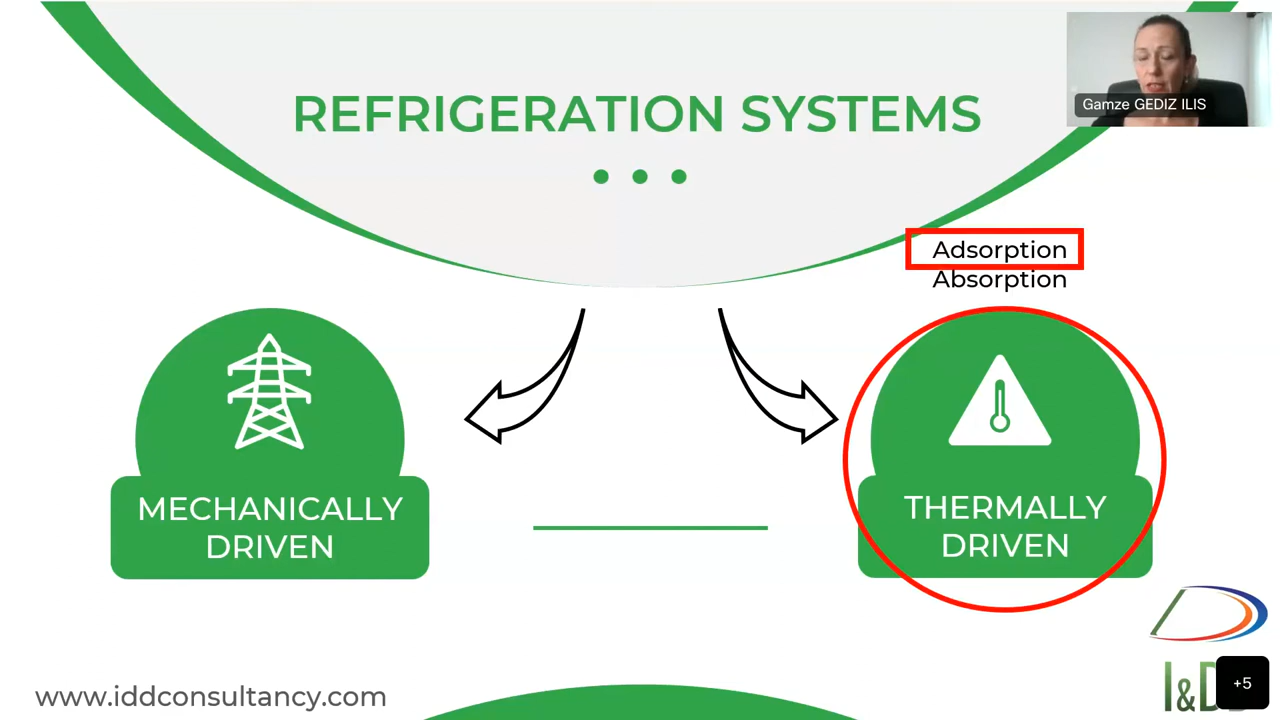 REFRIGERATION SYSTEMS
Gamze GEDIZ ILIS
Adsorption
Absorption
MECHANICALLY
DRIVEN
THERMALLY
DRIVEN
www.iddconsultancy.com
+5